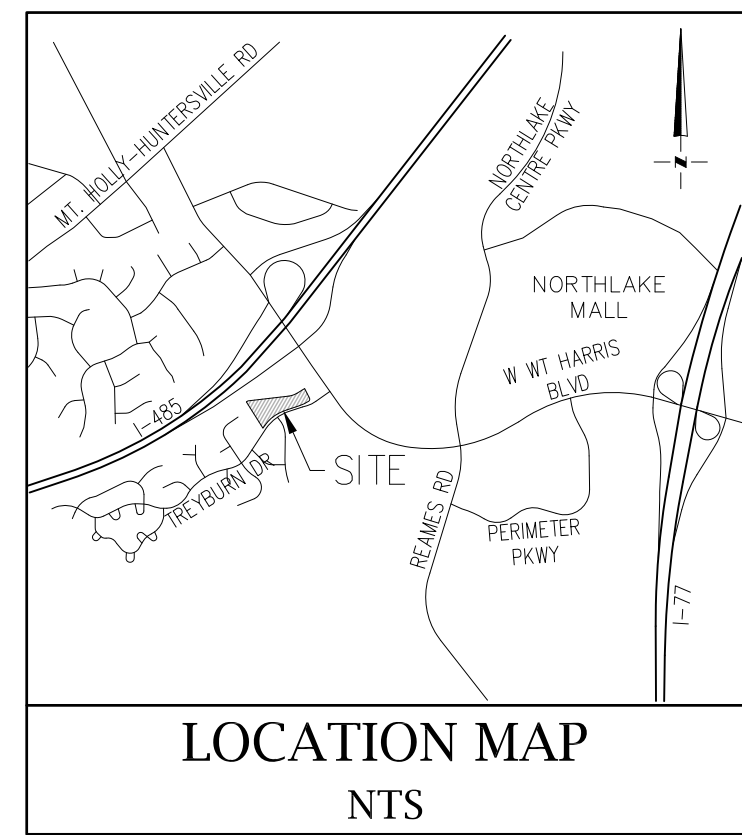 MT. HOLLY-HUNTERSVILLE RD
NORTHLAKE
CENTRE PKWY
N
NORTHLAKE
MALL
W WT HARRIS
BLVD
I-485
SITE
TREYBURN DR
REAMES RD
PERIMETER
PKWY
I-77
LOCATION MAP
NTS